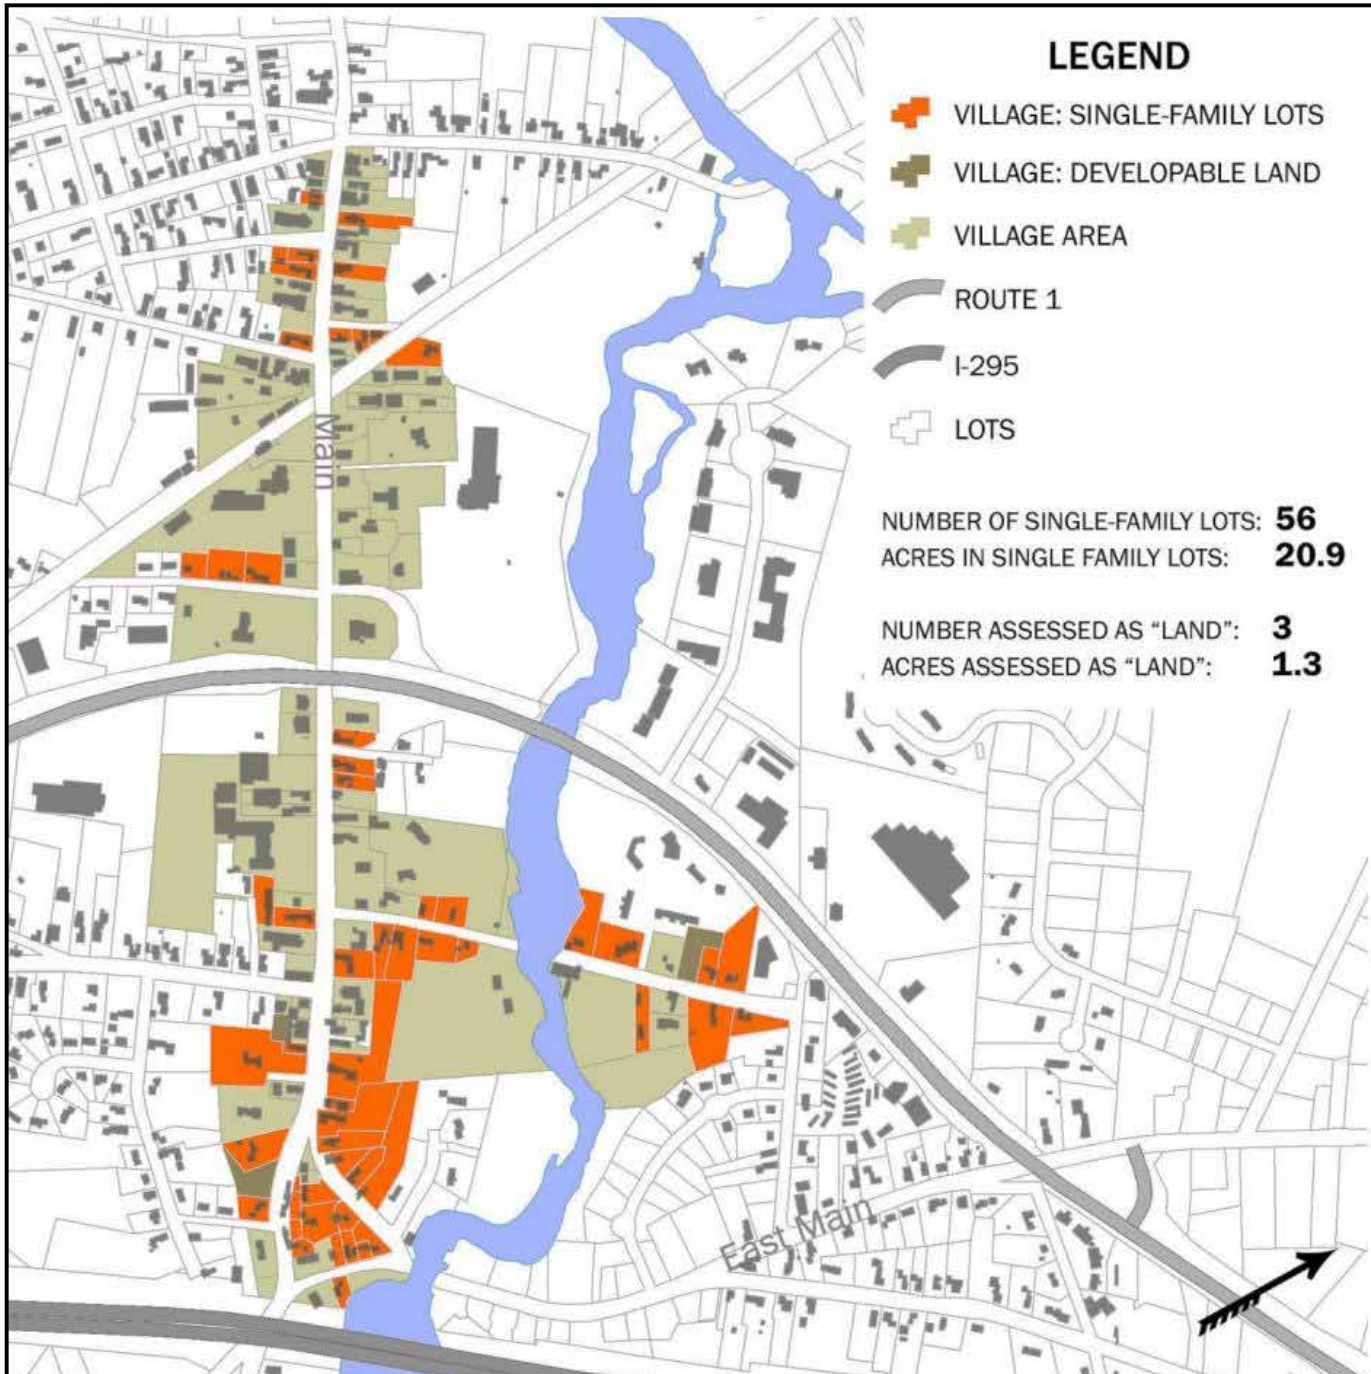 LEGEND
VILLAGE: SINGLE-FAMILY LOTS
VILLAGE: DEVELOPABLE LAND
VILLAGE AREA
ROUTE 1
I-295
LOTS
NUMBER OF SINGLE-FAMILY LOTS: 56
ACRES IN SINGLE FAMILY LOTS: 20.9
NUMBER ASSESSED AS “LAND”: 3
ACRES ASSESSED AS “LAND”: 1.3
Main
East Main